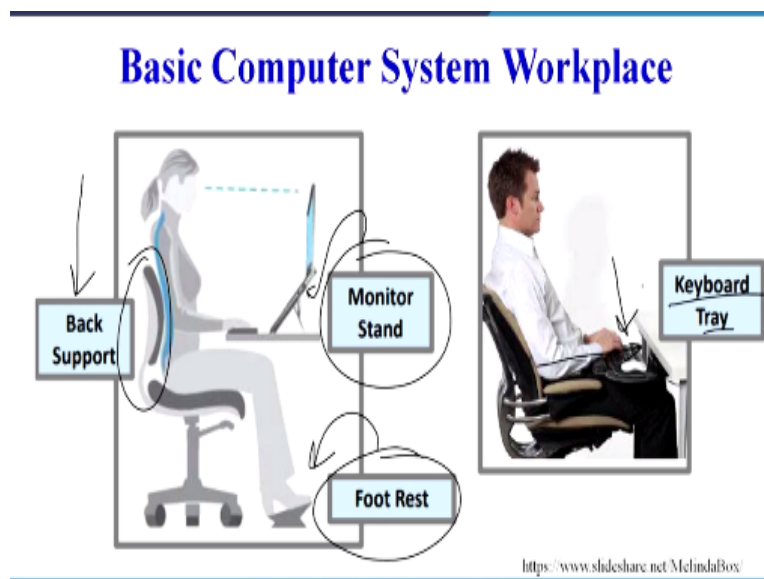 Basic Computer System Workplace
Back
Support
Monitor
Stand
Foot Rest
Keyboard
Tray
https://www.slideshare.net/MelindaBox/